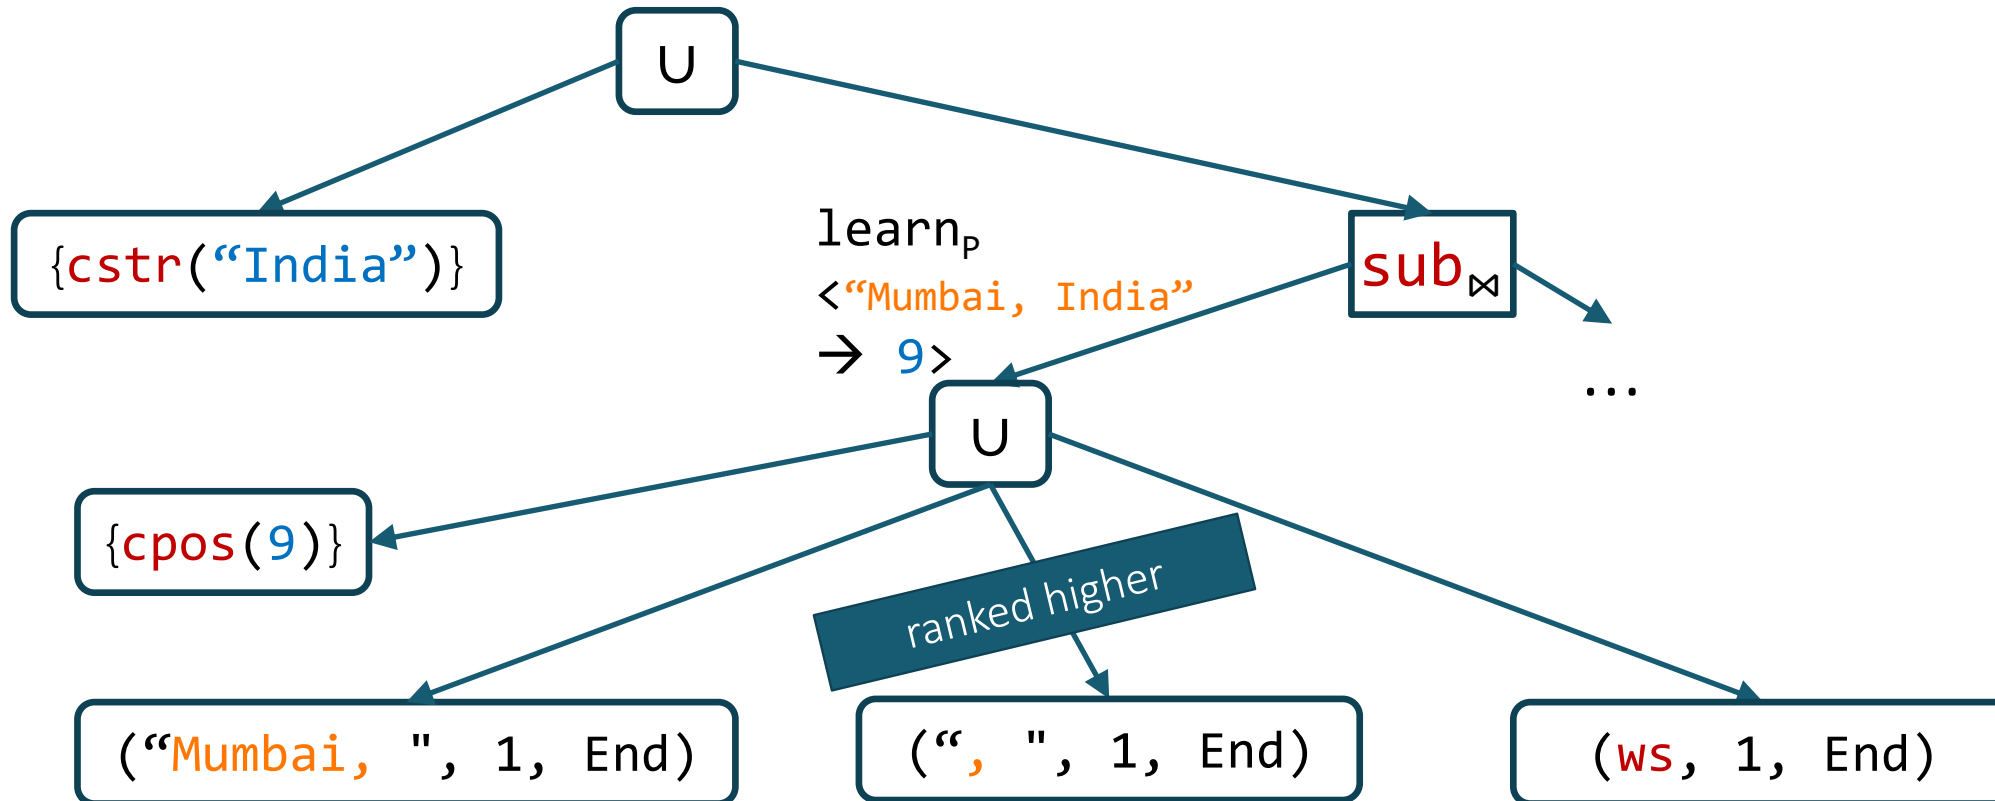 ∪
{cstr(“India”)}
learnP
<“Mumbai, India”
→ 9>
sub⋈
...
∪
{cpos(9)}
ranked higher
(“Mumbai, ", 1, End)
(“, ", 1, End)
(ws, 1, End)